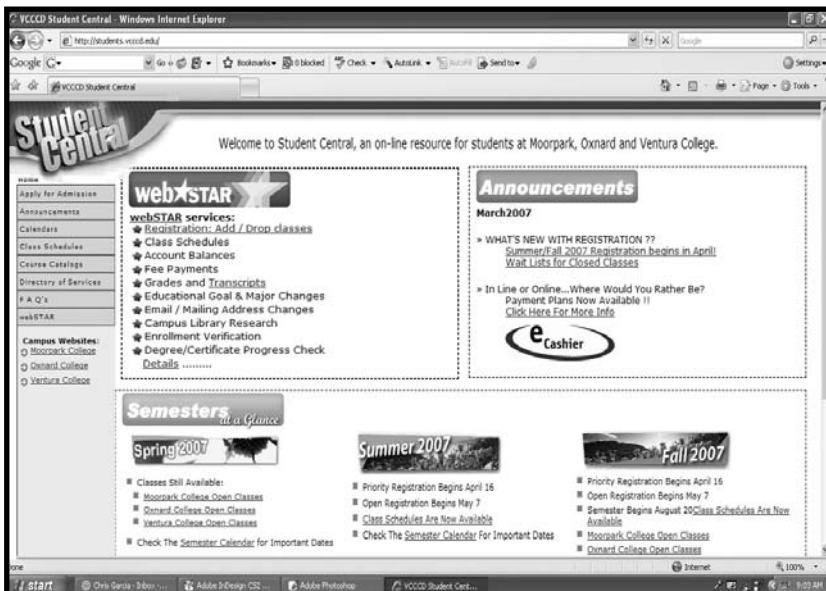 VCCCD Student Central - Windows Internet Explorer
http://students.vcccd.edu/
Google
Google
Go
Bookmarks
0 blocked
Check
AutoLink
AutoFill
Send to
Settings
VCCCD Student Central
Page
Tools
Student Central
Welcome to Student Central, an on-line resource for students at Moorpark, Oxnard and Ventura College.
Home
Apply for Admission
Announcements
Calendars
Class Schedules
Course Catalogs
Directory of Services
F A Q's
webSTAR
Campus Websites:
Moorpark College
Oxnard College
Ventura College
web★STAR
webSTAR services:
Registration: Add / Drop classes
Class Schedules
Account Balances
Fee Payments
Grades and Transcripts
Educational Goal & Major Changes
Email / Mailing Address Changes
Campus Library Research
Enrollment Verification
Degree/Certificate Progress Check
Details .........
Announcements
March2007
» WHAT'S NEW WITH REGISTRATION ??
Summer/Fall 2007 Registration begins in April!
Wait Lists for Closed Classes
» In Line or Online...Where Would You Rather Be?
Payment Plans Now Available !!
Click Here For More Info
e Cashier
Semesters
at a Glance
Spring 2007
Classes Still Available:
Moorpark College Open Classes
Oxnard College Open Classes
Ventura College Open Classes
Check The Semester Calendar for Important Dates
Summer 2007
Priority Registration Begins April 16
Open Registration Begins May 7
Class Schedules Are Now Available
Check The Semester Calendar For Important Dates
Fall 2007
Priority Registration Begins April 16
Open Registration Begins May 7
Semester Begins August 20Class Schedules Are Now
Available
Moorpark College Open Classes
Oxnard College Open Classes
one
Internet
100%
start
Chris Garcia - Inbox - ...
Adobe InDesign CS2 ...
Adobe Photoshop
VCCCD Student Cent...
9:03 AM